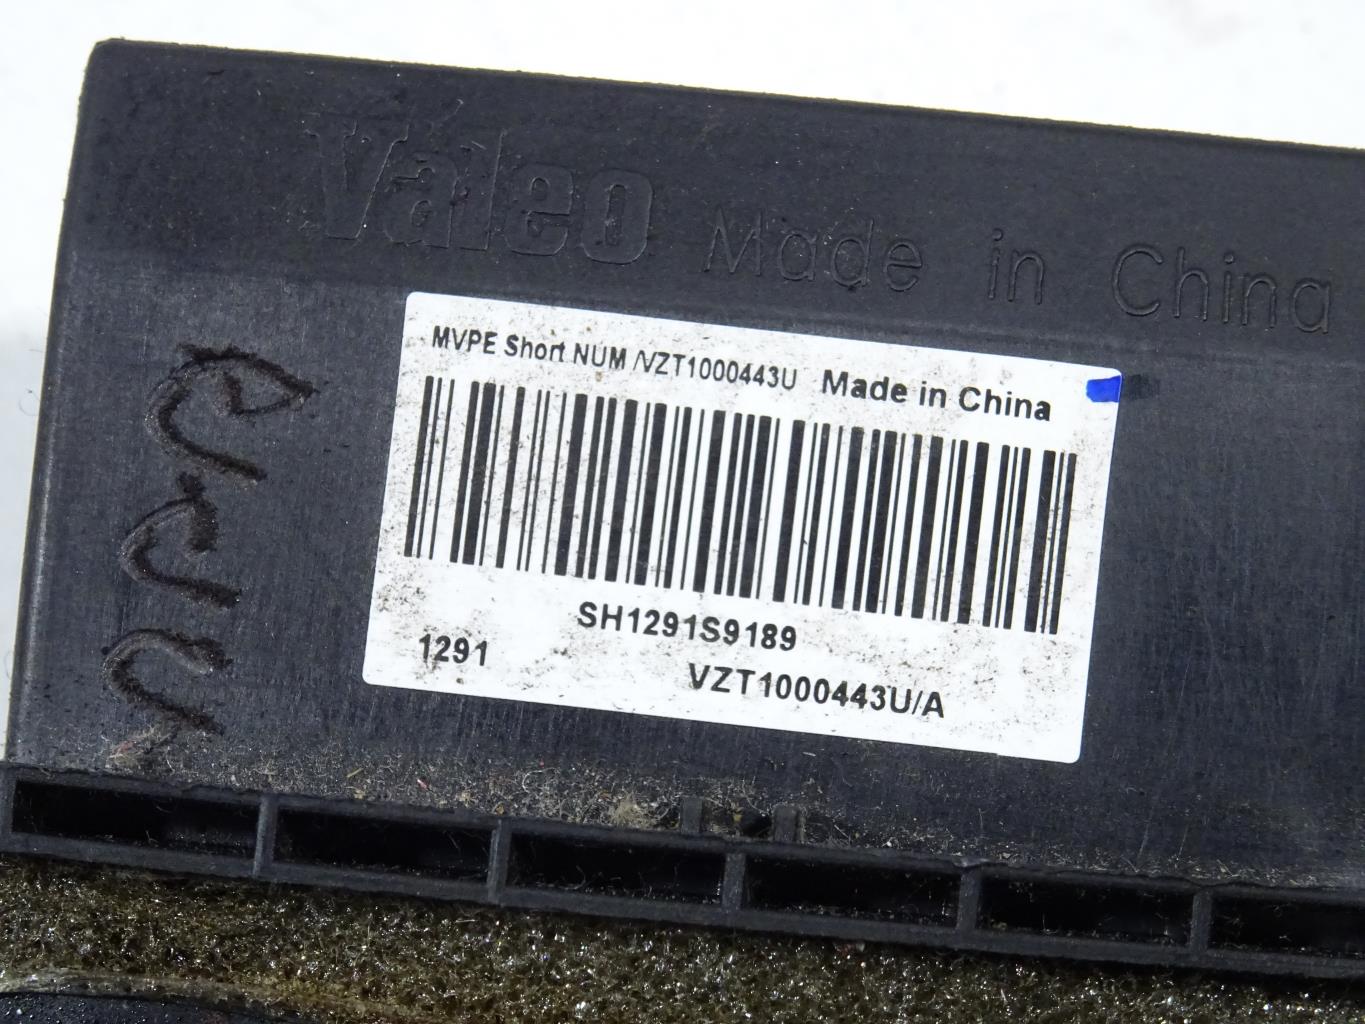 Valeo Made in China
MVPE Short NUM /VZT1000443U Made in China
SH1291S9189
1291 VZT1000443U/A